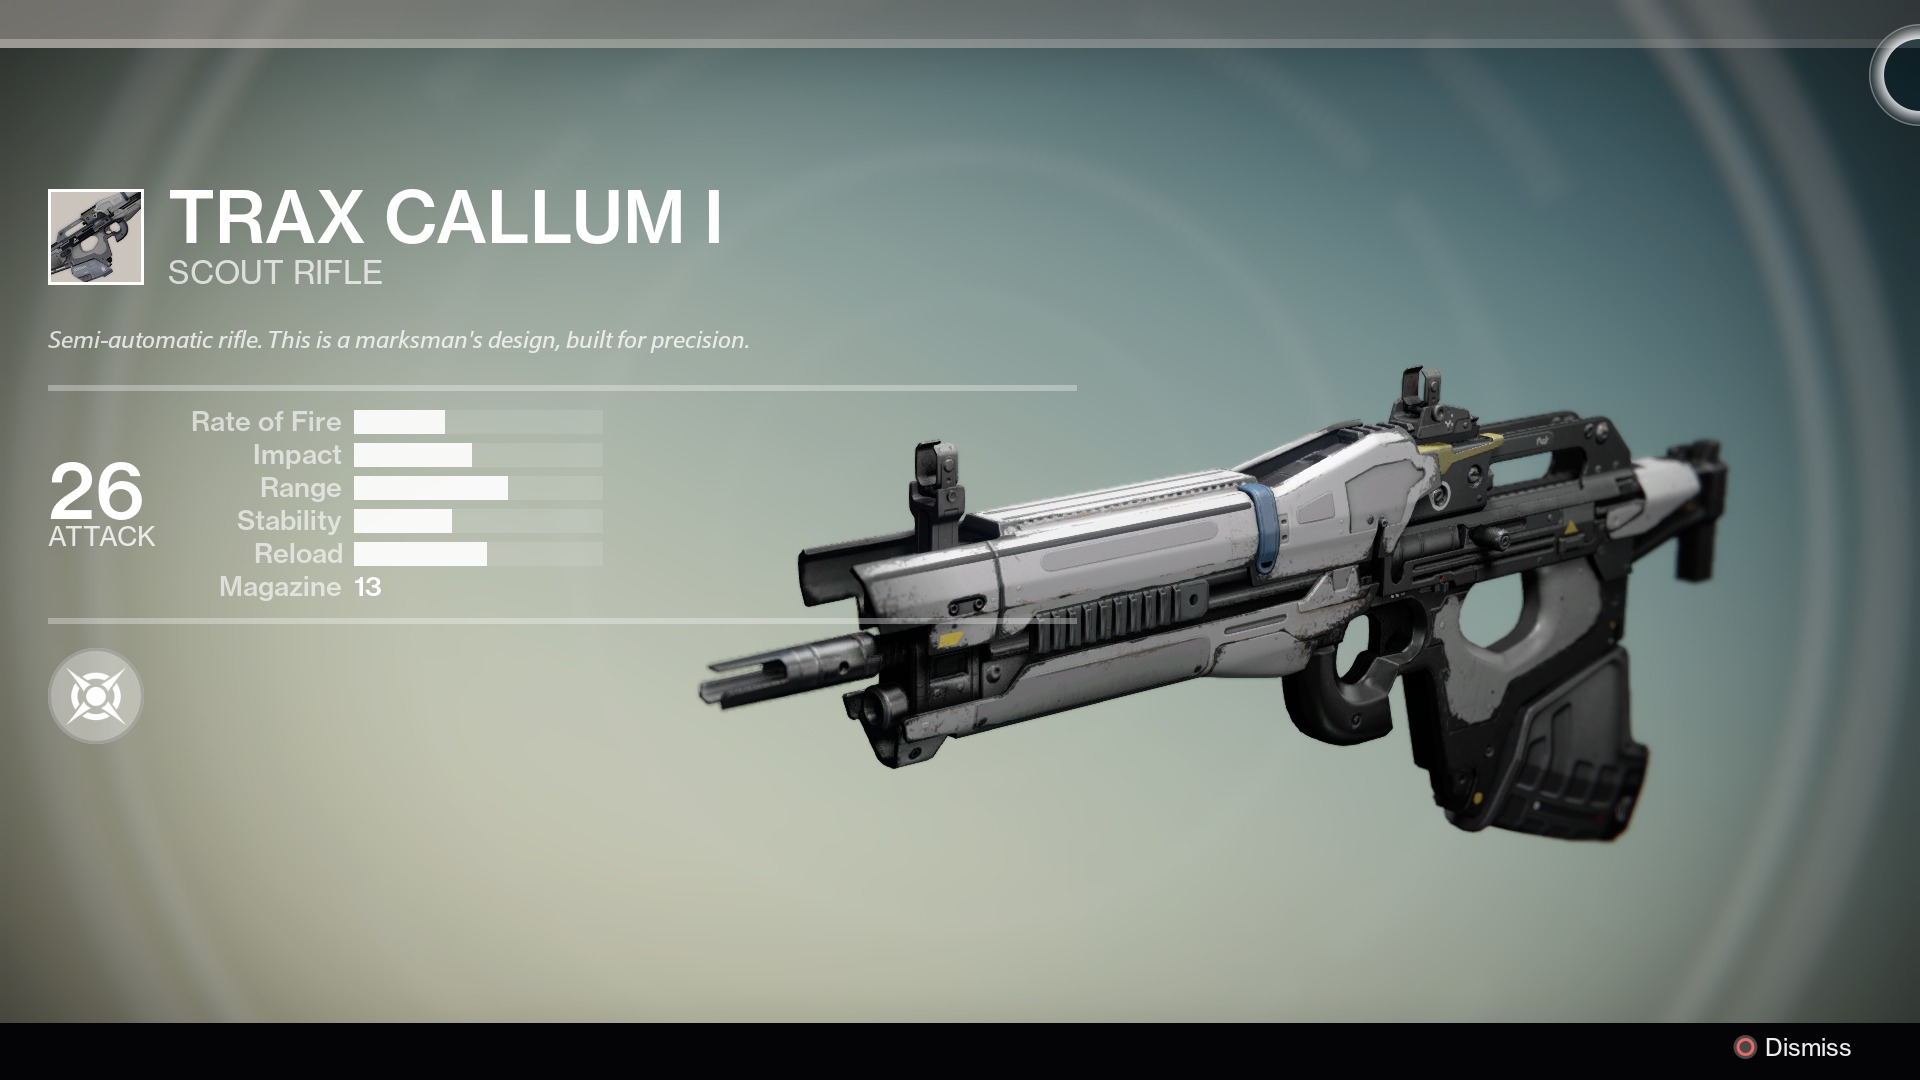 TRAX CALLUM I
SCOUT RIFLE
Semi-automatic rifle. This is a marksman's design, built for precision.
26
ATTACK
Rate of Fire
Impact
Range
Stability
Reload
Magazine 13
Dismiss